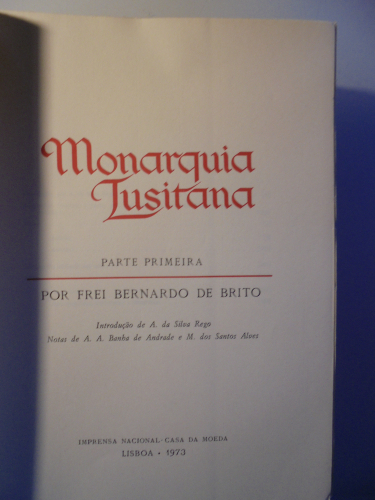 Monarquia
Lusitana
PARTE PRIMEIRA
POR FREI BERNARDO DE BRITO
Introdução de A. da Silva Rego
Notas de A. A. Banha de Andrade e M. dos Santos Alves
IMPRENSA NACIONAL-CASA DA MOEDA
LISBOA • 1973